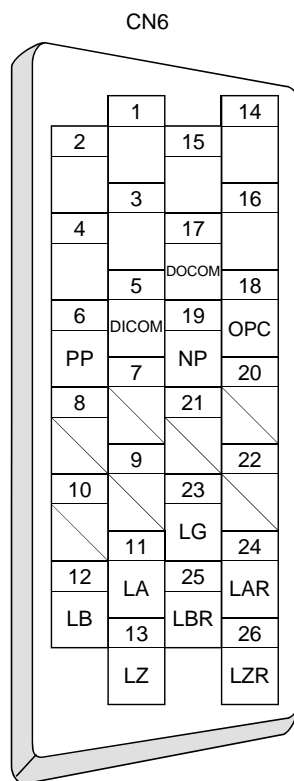 CN6
1 14
2 15
3 16
4 17
DOCOM
5 18
6 DICOM 19 OPC
PP 7 NP 20
8 21
9 22
10 23
LG
11 24
12 LA 25 LAR
LB 13 LBR 26
LZ LZR